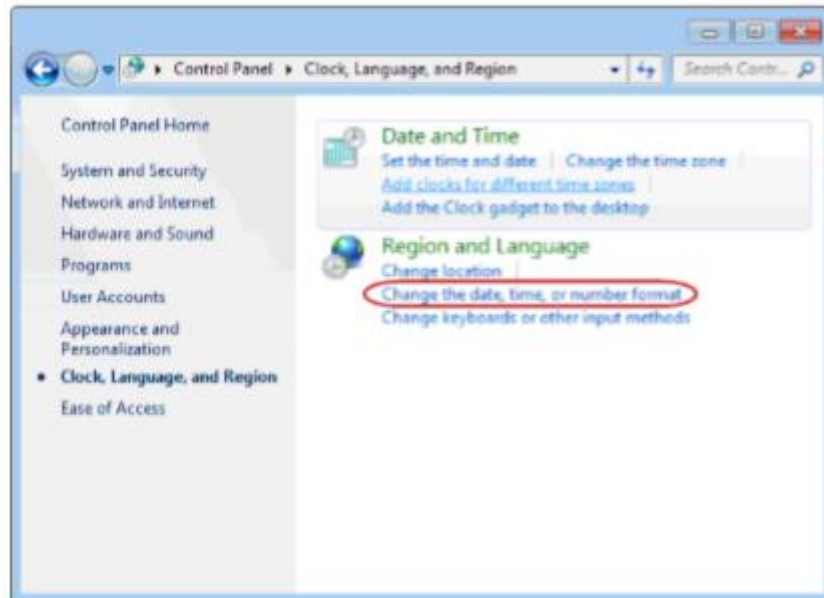 Control Panel Clock, Language, and Region Search Contr...
Control Panel Home
System and Security
Network and Internet
Hardware and Sound
Programs
User Accounts
Appearance and
Personalization
Clock, Language, and Region
Ease of Access
Date and Time
Set the time and date Change the time zone
Add clocks for different time zones
Add the Clock gadget to the desktop
Region and Language
Change location
Change the date, time, or number format
Change keyboards or other input methods